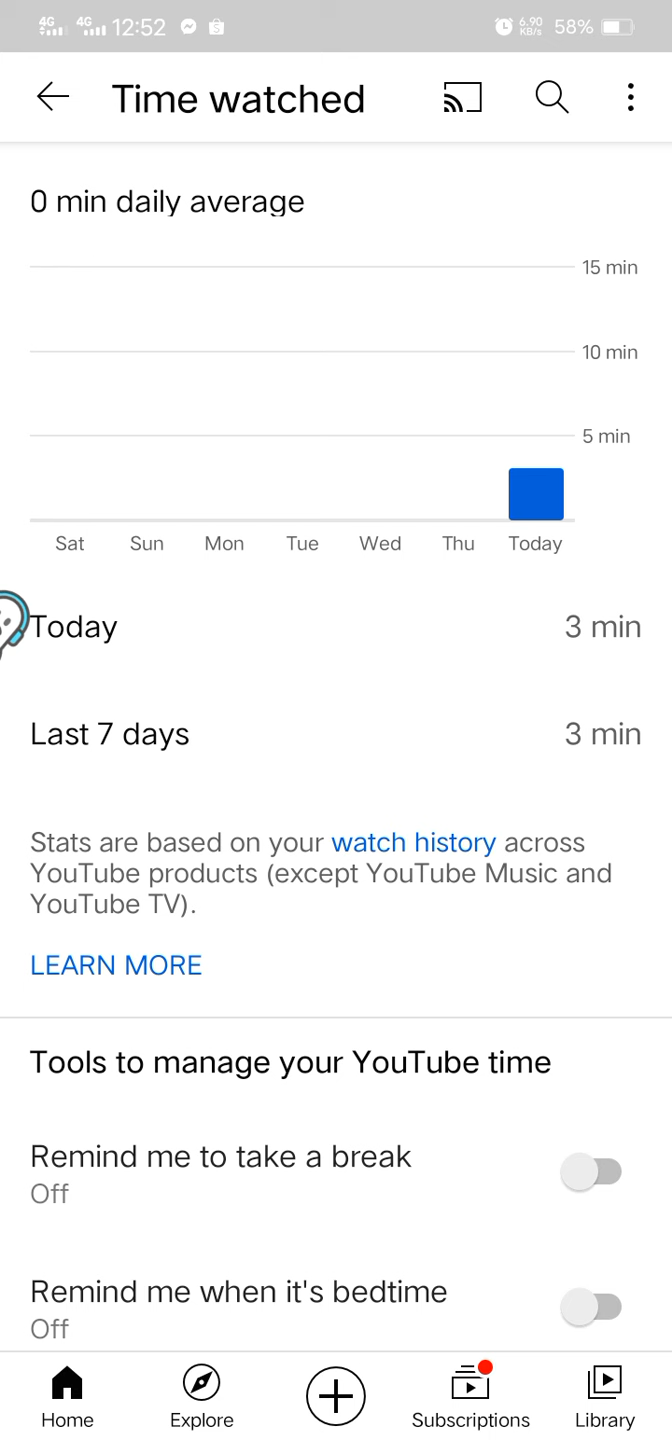 4G 4G 12:52 6.90 KB/s 58%
Time watched
0 min daily average
15 min
10 min
5 min
Sat Sun Mon Tue Wed Thu Today
Today 3 min
Last 7 days 3 min
Stats are based on your watch history across
YouTube products (except YouTube Music and
YouTube TV).
LEARN MORE
Tools to manage your YouTube time
Remind me to take a break
Off
Remind me when it's bedtime
Off
Home Explore Subscriptions Library